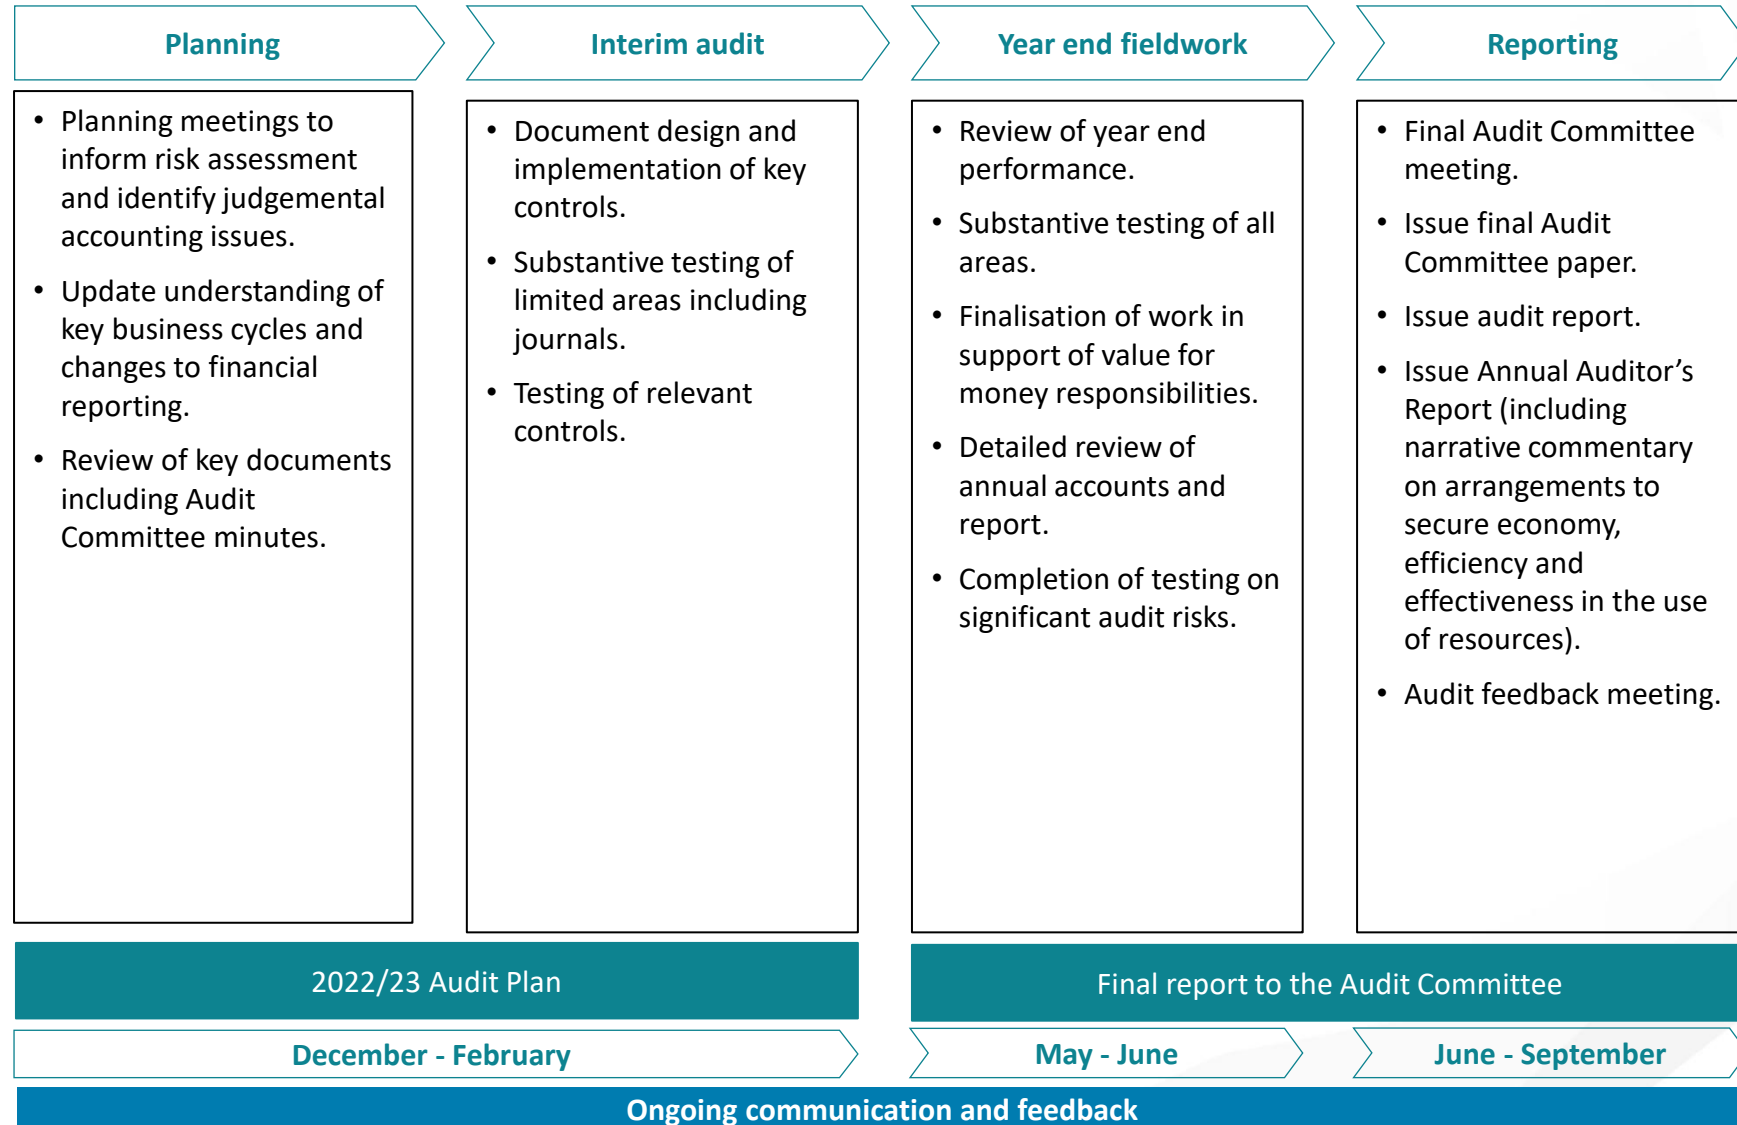 Planning
Interim audit
Year end fieldwork
Reporting
• Planning meetings to
inform risk assessment
and identify judgemental
accounting issues.
• Update understanding of
key business cycles and
changes to financial
reporting.
• Review of key documents
including Audit
Committee minutes.
• Document design and
implementation of key
controls.
• Substantive testing of
limited areas including
journals.
• Testing of relevant
controls.
• Review of year end
performance.
• Substantive testing of all
areas.
• Finalisation of work in
support of value for
money responsibilities.
• Detailed review of
annual accounts and
report.
• Completion of testing on
significant audit risks.
• Final Audit Committee
meeting.
• Issue final Audit
Committee paper.
• Issue audit report.
• Issue Annual Auditor’s
Report (including
narrative commentary
on arrangements to
secure economy,
efficiency and
effectiveness in the use
of resources).
• Audit feedback meeting.
2022/23 Audit Plan
Final report to the Audit Committee
December - February
May - June
June - September
Ongoing communication and feedback